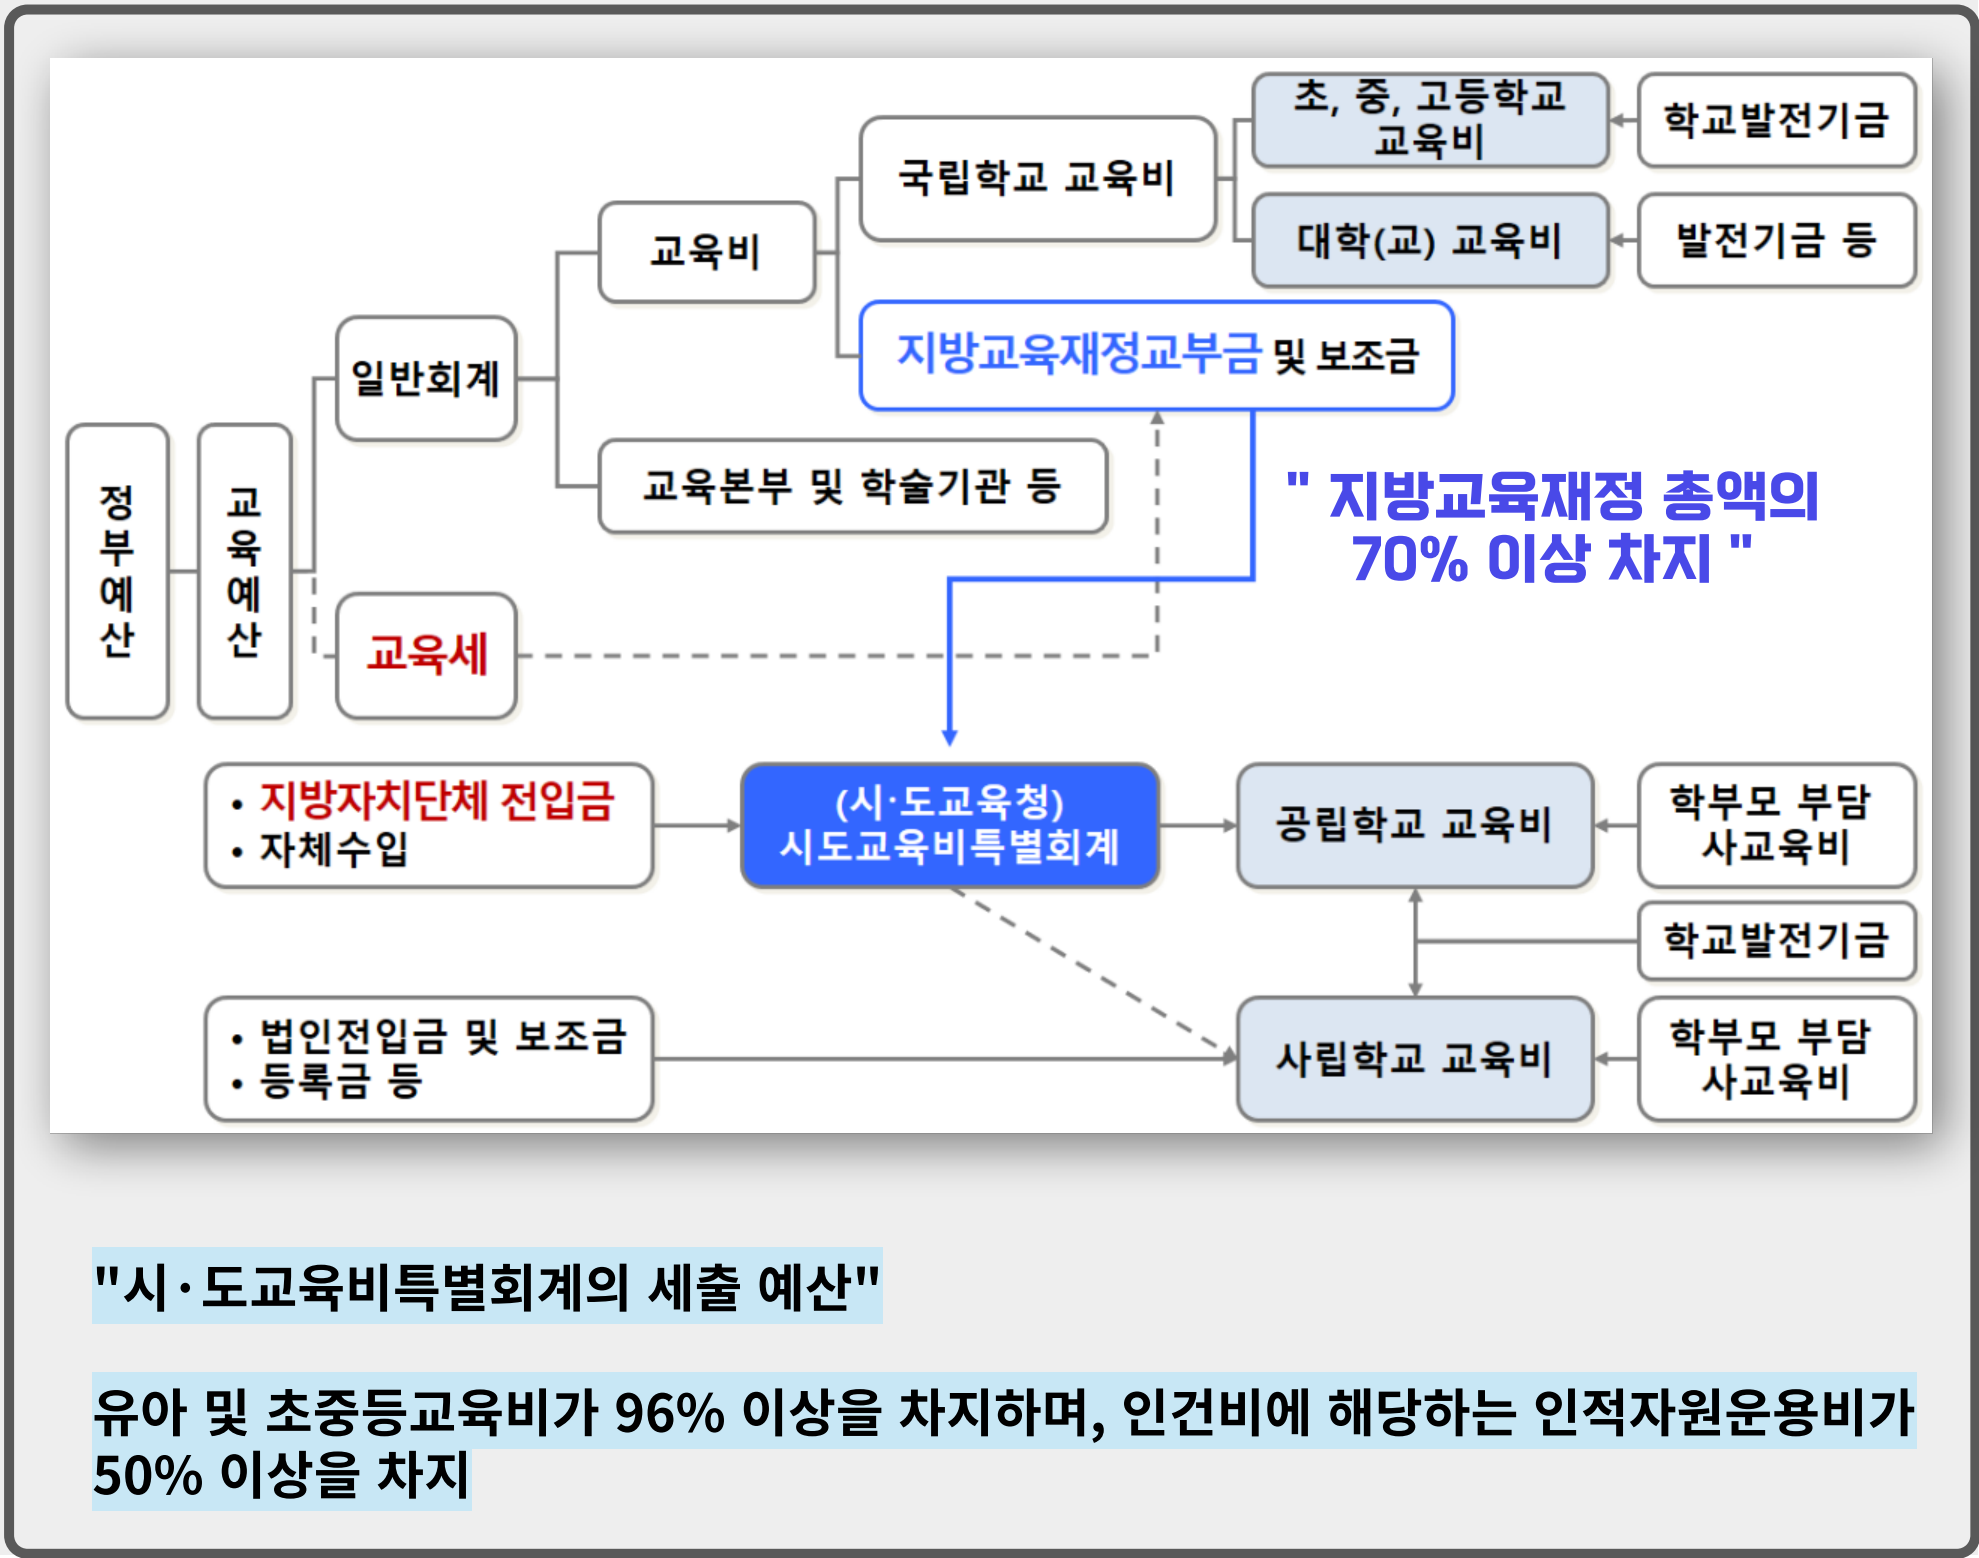 초, 중, 고등학교
교육비
학교발전기금
국립학교 교육비
대학(교) 교육비
발전기금 등
교육비
지방교육재정교부금 및 보조금
일반회계
교육본부 및 학술기관 등
정부예산
교육예산
" 지방교육재정 총액의
70% 이상 차지 "
교육세
• 지방자치단체 전입금
• 자체수입
(시·도교육청)
시도교육비특별회계
공립학교 교육비
학부모 부담
사교육비
학교발전기금
• 법인전입금 및 보조금
• 등록금 등
사립학교 교육비
학부모 부담
사교육비
"시·도교육비특별회계의 세출 예산"
유아 및 초중등교육비가 96% 이상을 차지하며, 인건비에 해당하는 인적자원운용비가
50% 이상을 차지